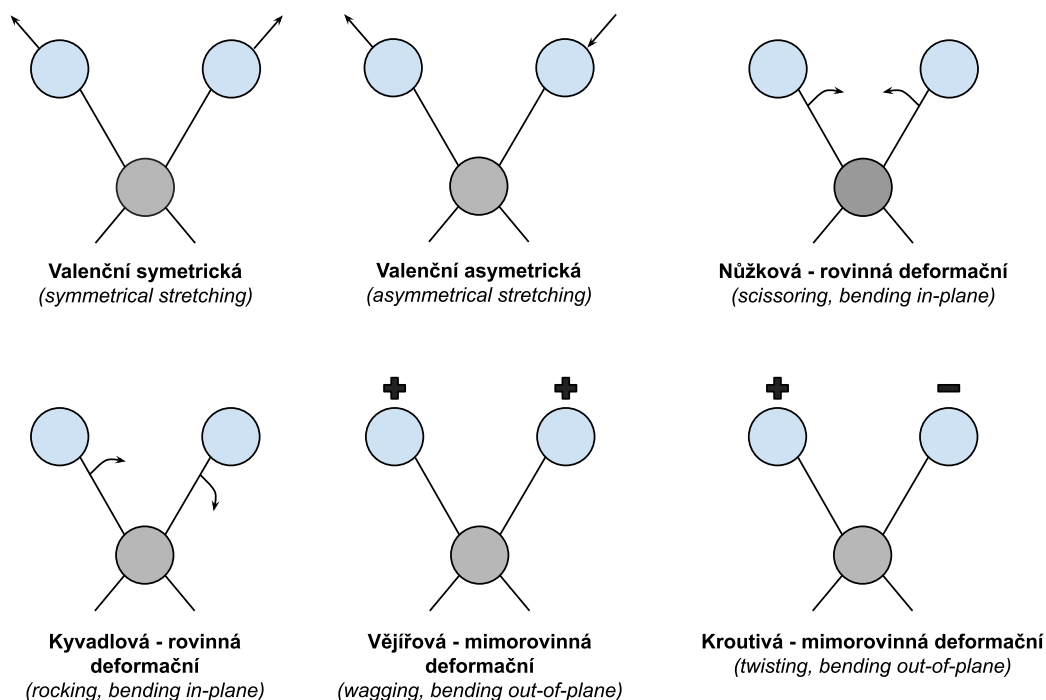 Valenční symetrická
(symmetrical stretching)
Valenční asymetrická
(asymmetrical stretching)
Nůžková - rovinná deformační
(scissoring, bending in-plane)
Kyvadlová - rovinná
deformační
(rocking, bending in-plane)
Vějířová - mimorovinná
deformační
(wagging, bending out-of-plane)
Kroutivá - mimorovinná deformační
(twisting, bending out-of-plane)